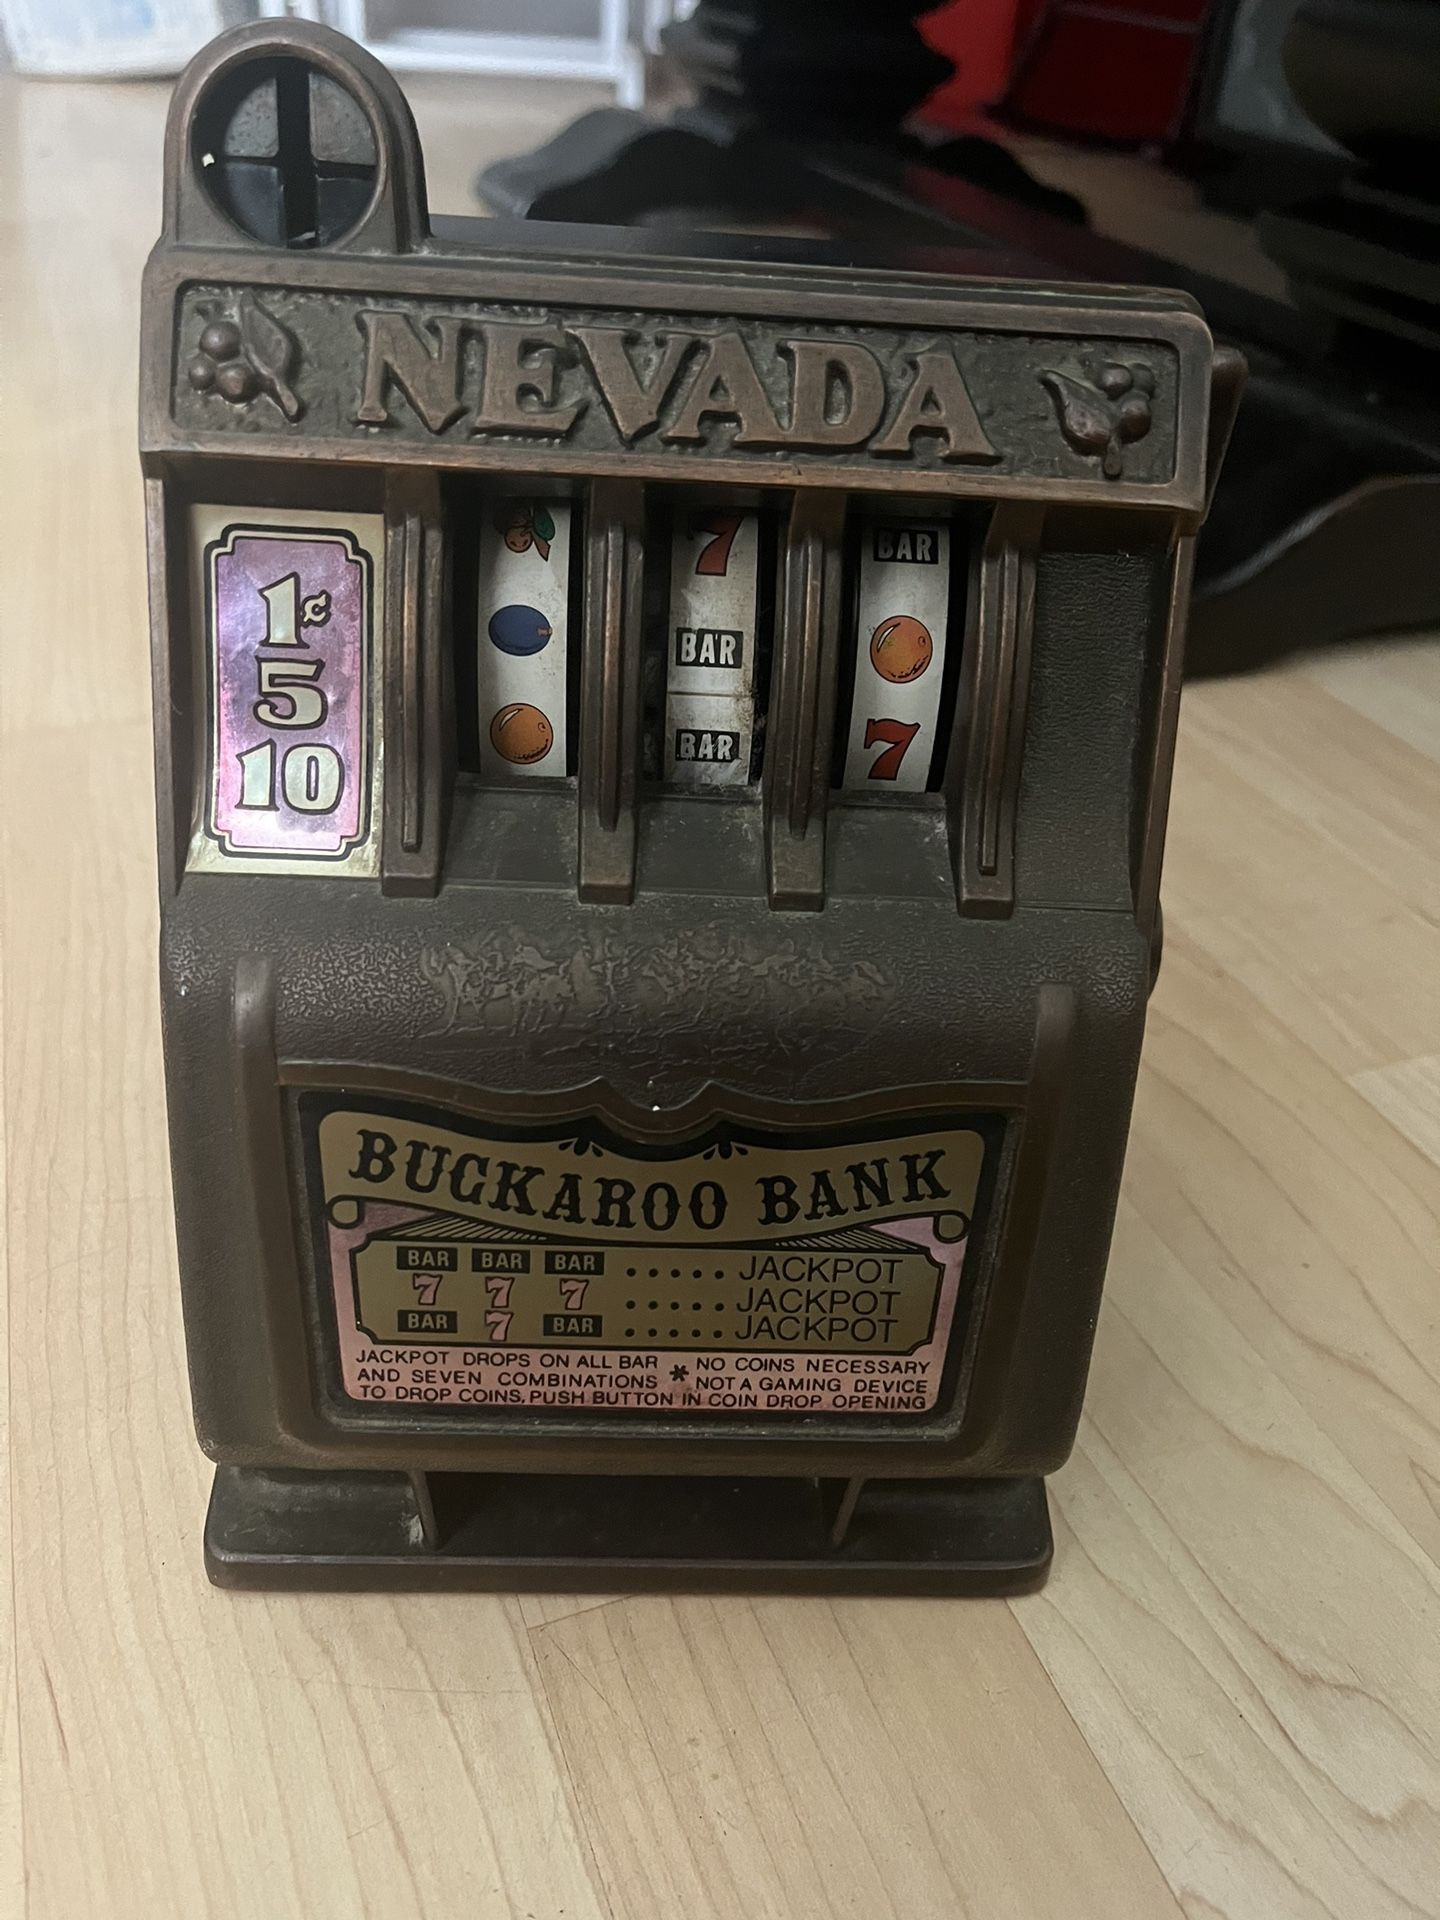 NEVADA
1¢
5
10
7 BAR
BAR
BAR 7
BUCKAROO BANK
BAR BAR BAR ..... JACKPOT
7 7 7 ..... JACKPOT
BAR 7 BAR ..... JACKPOT
JACKPOT DROPS ON ALL BAR * NO COINS NECESSARY
AND SEVEN COMBINATIONS NOT A GAMING DEVICE
TO DROP COINS, PUSH BUTTON IN COIN DROP OPENING